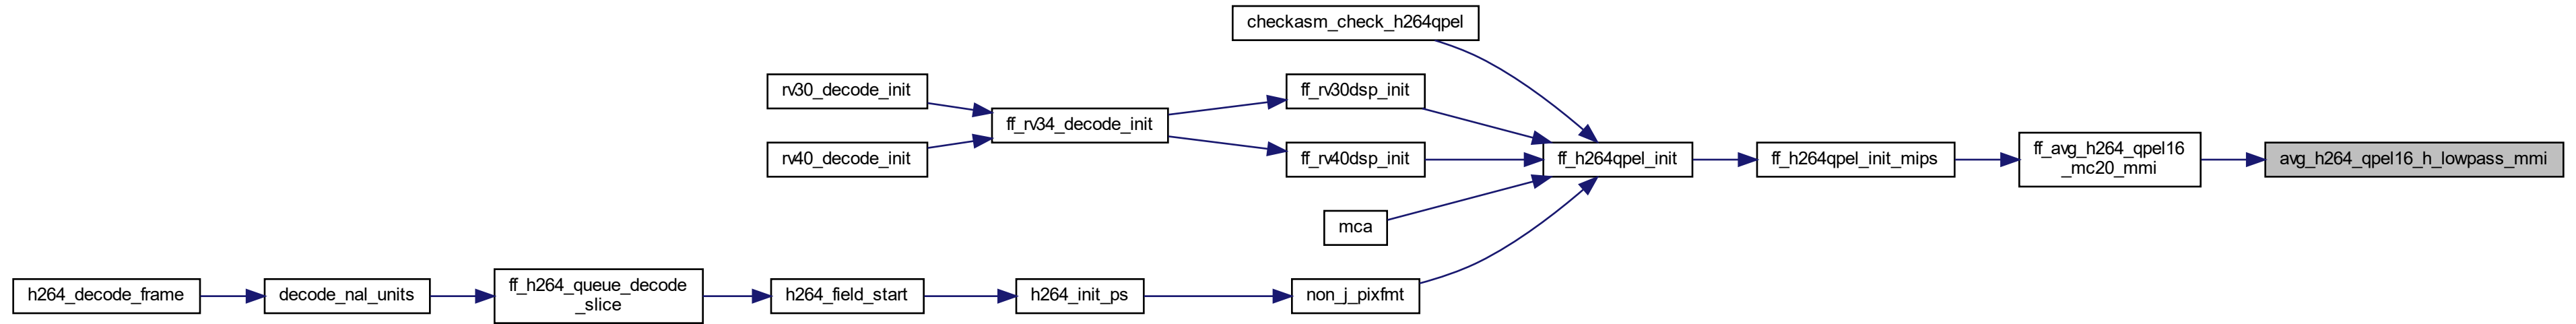 checkasm_check_h264qpel
rv30_decode_init
ff_rv30dsp_init
ff_rv34_decode_init
rv40_decode_init
ff_rv40dsp_init
ff_h264qpel_init
ff_h264qpel_init_mips
ff_avg_h264_qpel16
_mc20_mmi
avg_h264_qpel16_h_lowpass_mmi
mca
h264_decode_frame
decode_nal_units
ff_h264_queue_decode
_slice
h264_field_start
h264_init_ps
non_j_pixfmt